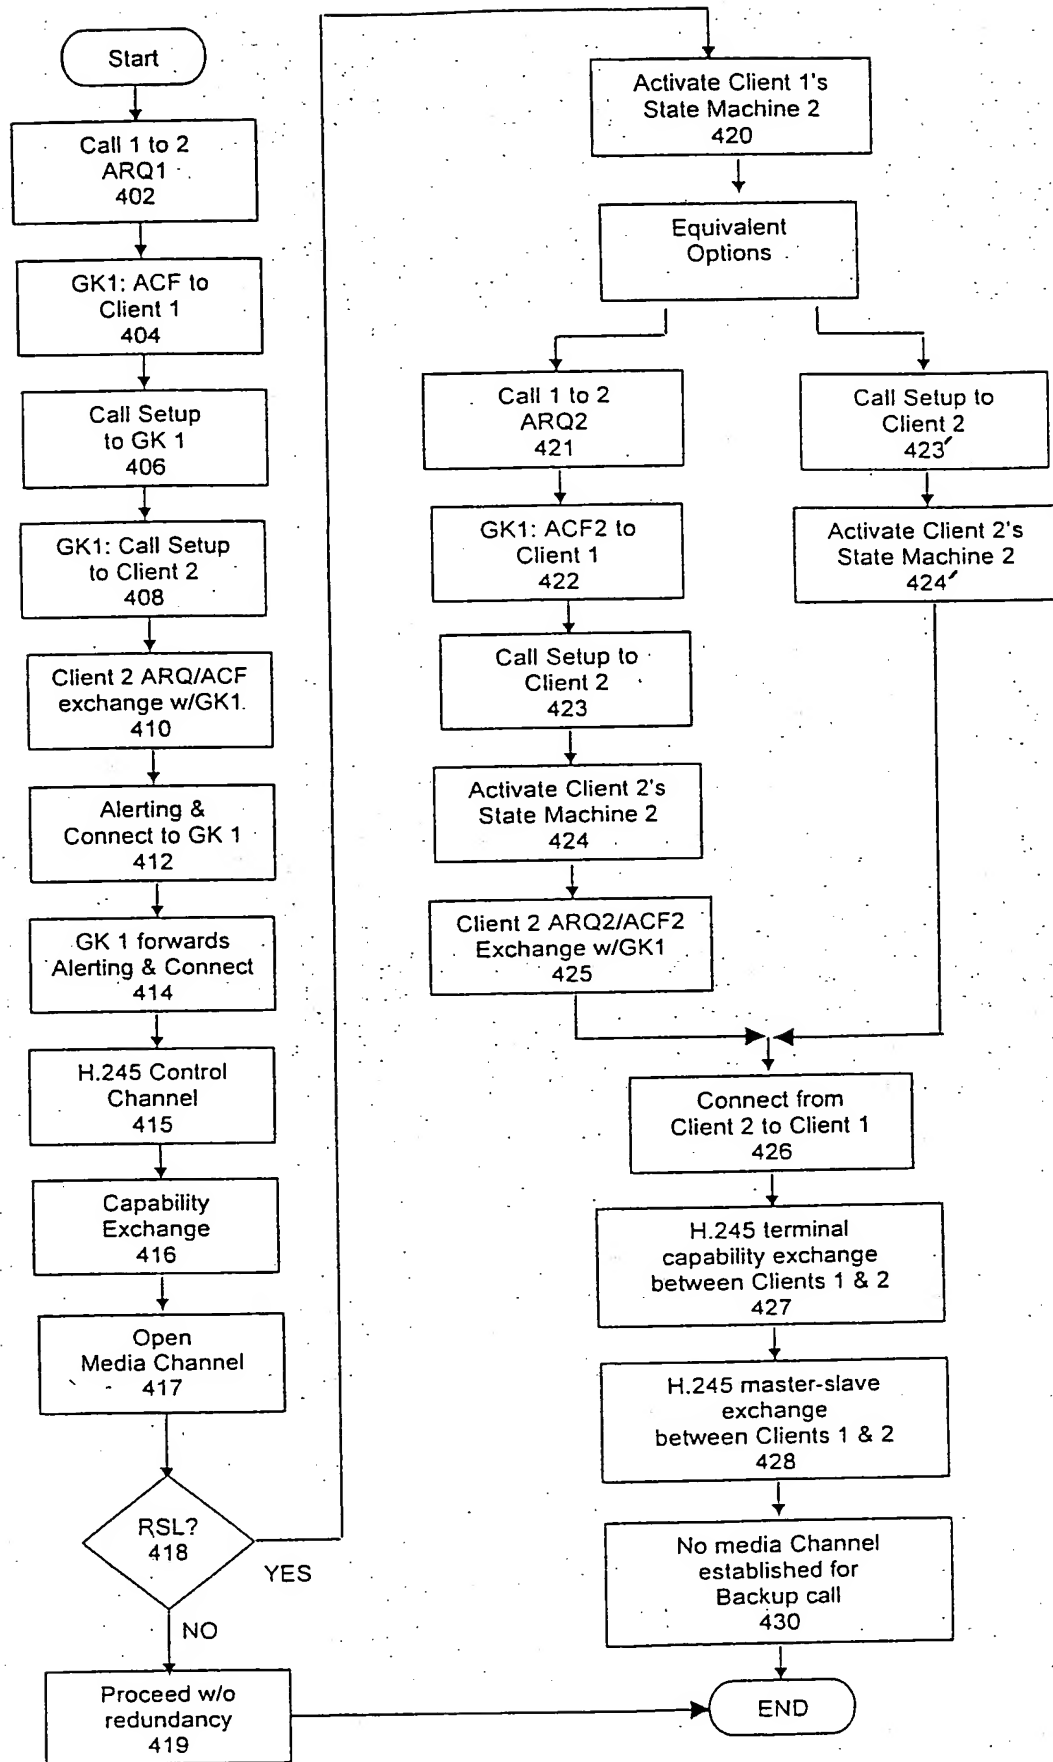 Start
Call 1 to 2
ARQ1
402
GK1: ACF to
Client 1
404
Call Setup
to GK 1
406
GK1: Call Setup
to Client 2
408
Client 2 ARQ/ACF
exchange w/GK1.
410
Alerting &
Connect to GK 1
412
GK 1 forwards
Alerting & Connect
414
H.245 Control
Channel
415
Capability
Exchange
416
Open
Media Channel
417
RSL?
418
YES
NO
Proceed w/o
redundancy
419
Activate Client 1's
State Machine 2
420
Equivalent
Options
Call 1 to 2
ARQ2
421
GK1: ACF2 to
Client 1
422
Call Setup to
Client 2
423
Activate Client 2's
State Machine 2
424
Client 2 ARQ2/ACF2
Exchange w/GK1
425
Call Setup to
Client 2
423′
Activate Client 2's
State Machine 2
424′
Connect from
Client 2 to Client 1
426
H.245 terminal
capability exchange
between Clients 1 & 2
427
H.245 master-slave
exchange
between Clients 1 & 2
428
No media Channel
established for
Backup call
430
END